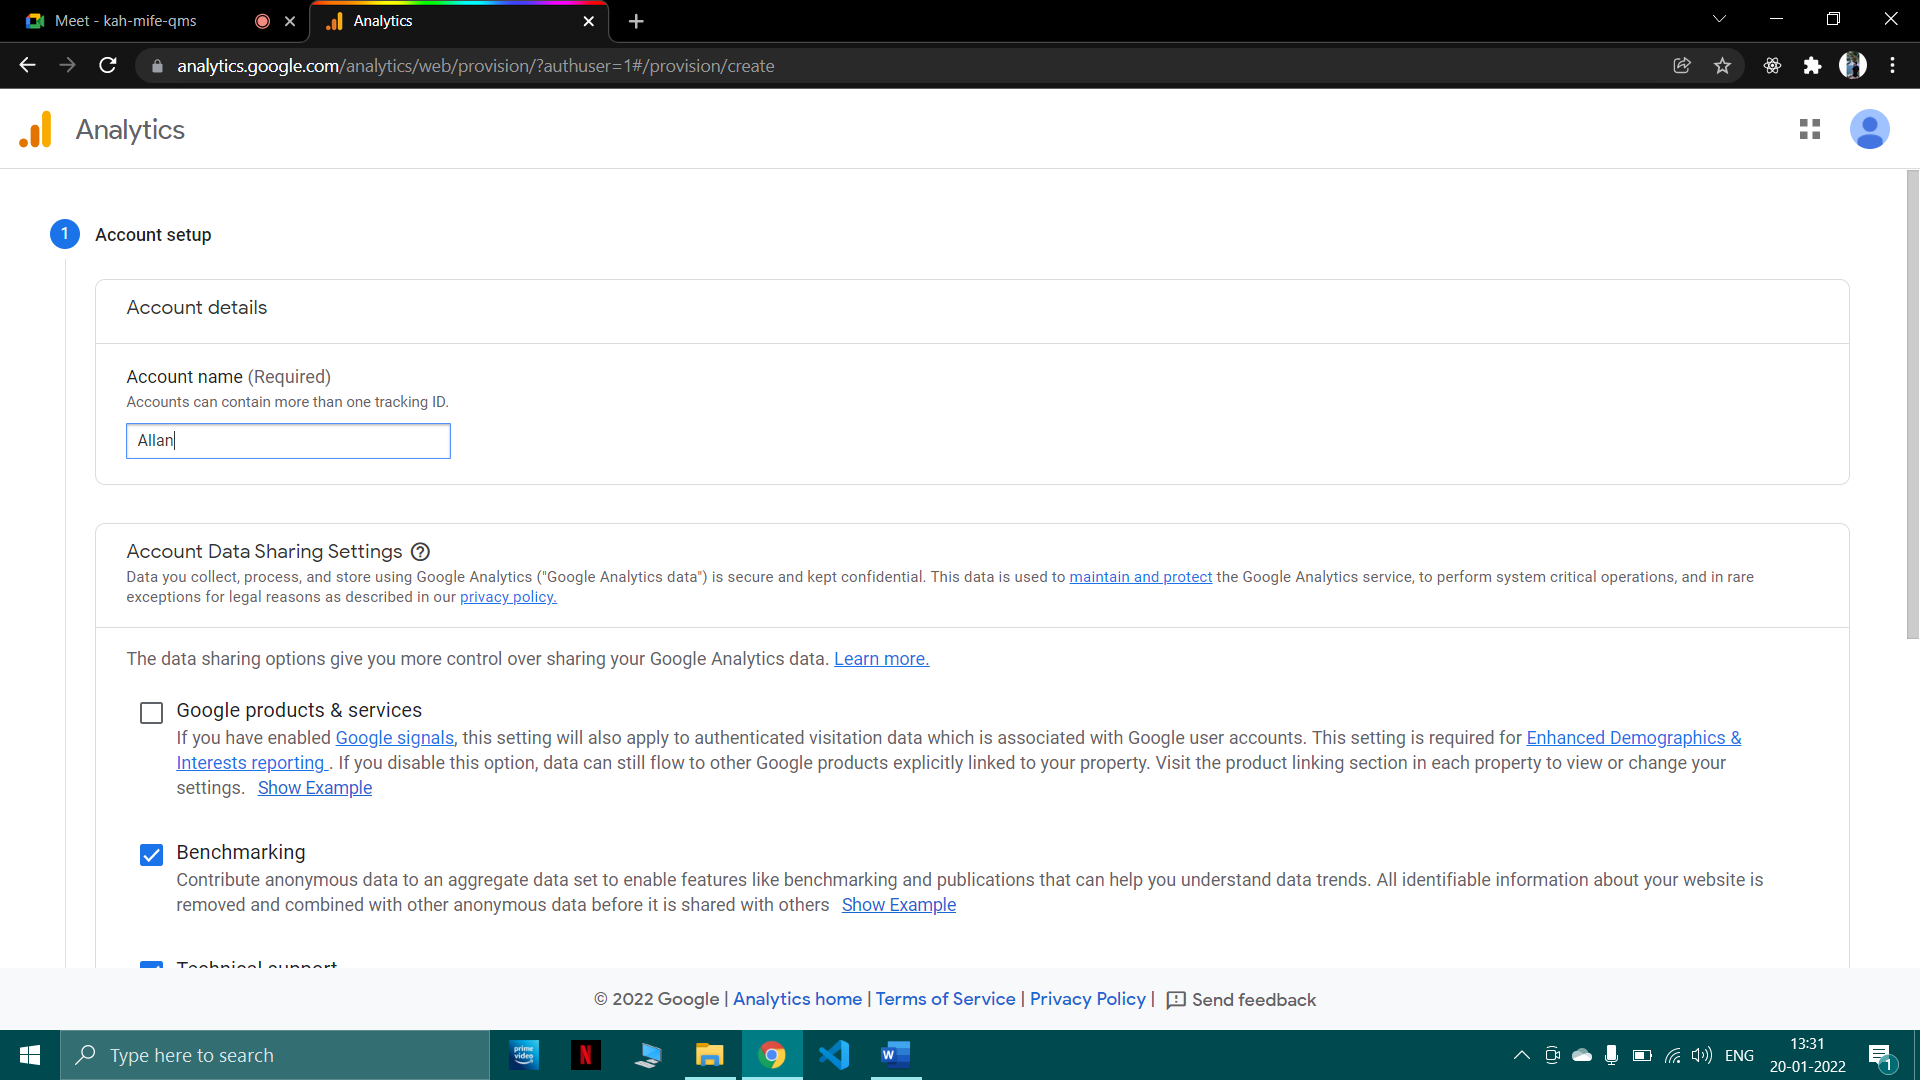 Meet - kah-mife-qms
Analytics
analytics.google.com/analytics/web/provision/?authuser=1#/provision/create
Analytics
1 Account setup
Account details
Account name (Required)
Accounts can contain more than one tracking ID.
Allan
Account Data Sharing Settings
Data you collect, process, and store using Google Analytics ("Google Analytics data") is secure and kept confidential. This data is used to maintain and protect the Google Analytics service, to perform system critical operations, and in rare
exceptions for legal reasons as described in our privacy policy.
The data sharing options give you more control over sharing your Google Analytics data. Learn more.
Google products & services
If you have enabled Google signals, this setting will also apply to authenticated visitation data which is associated with Google user accounts. This setting is required for Enhanced Demographics &
Interests reporting . If you disable this option, data can still flow to other Google products explicitly linked to your property. Visit the product linking section in each property to view or change your
settings. Show Example
Benchmarking
Contribute anonymous data to an aggregate data set to enable features like benchmarking and publications that can help you understand data trends. All identifiable information about your website is
removed and combined with other anonymous data before it is shared with others Show Example
Technical support
© 2022 Google | Analytics home | Terms of Service | Privacy Policy | Send feedback
Type here to search
prime video
N
W
ENG
13:31
20-01-2022
1